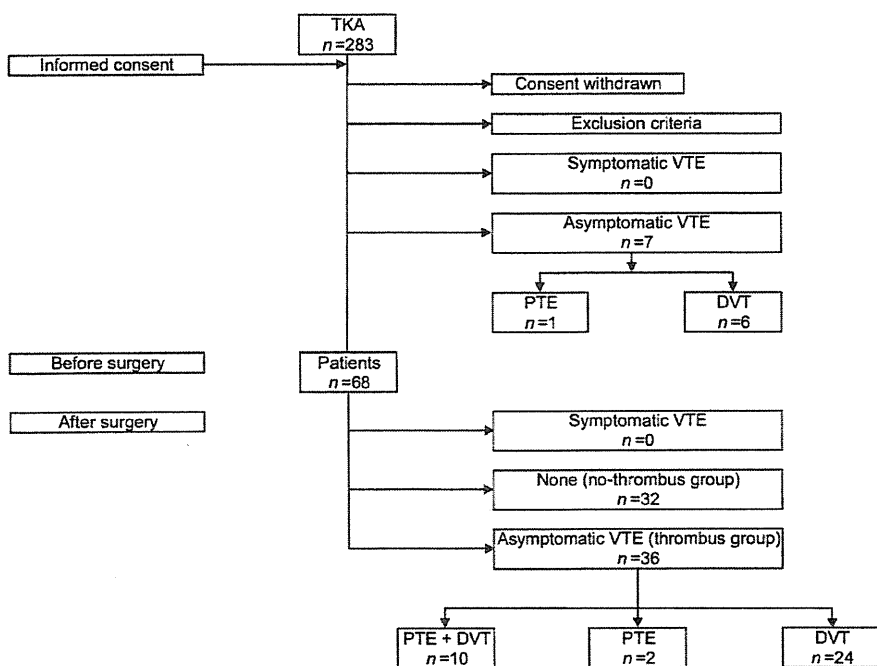 TKA
n=283
Informed consent
Consent withdrawn
Exclusion criteria
Symptomatic VTE
n=0
Asymptomatic VTE
n=7
PTE
n=1
DVT
n=6
Before surgery
Patients
n=68
After surgery
Symptomatic VTE
n=0
None (no-thrombus group)
n=32
Asymptomatic VTE (thrombus group)
n=36
PTE + DVT
n=10
PTE
n=2
DVT
n=24